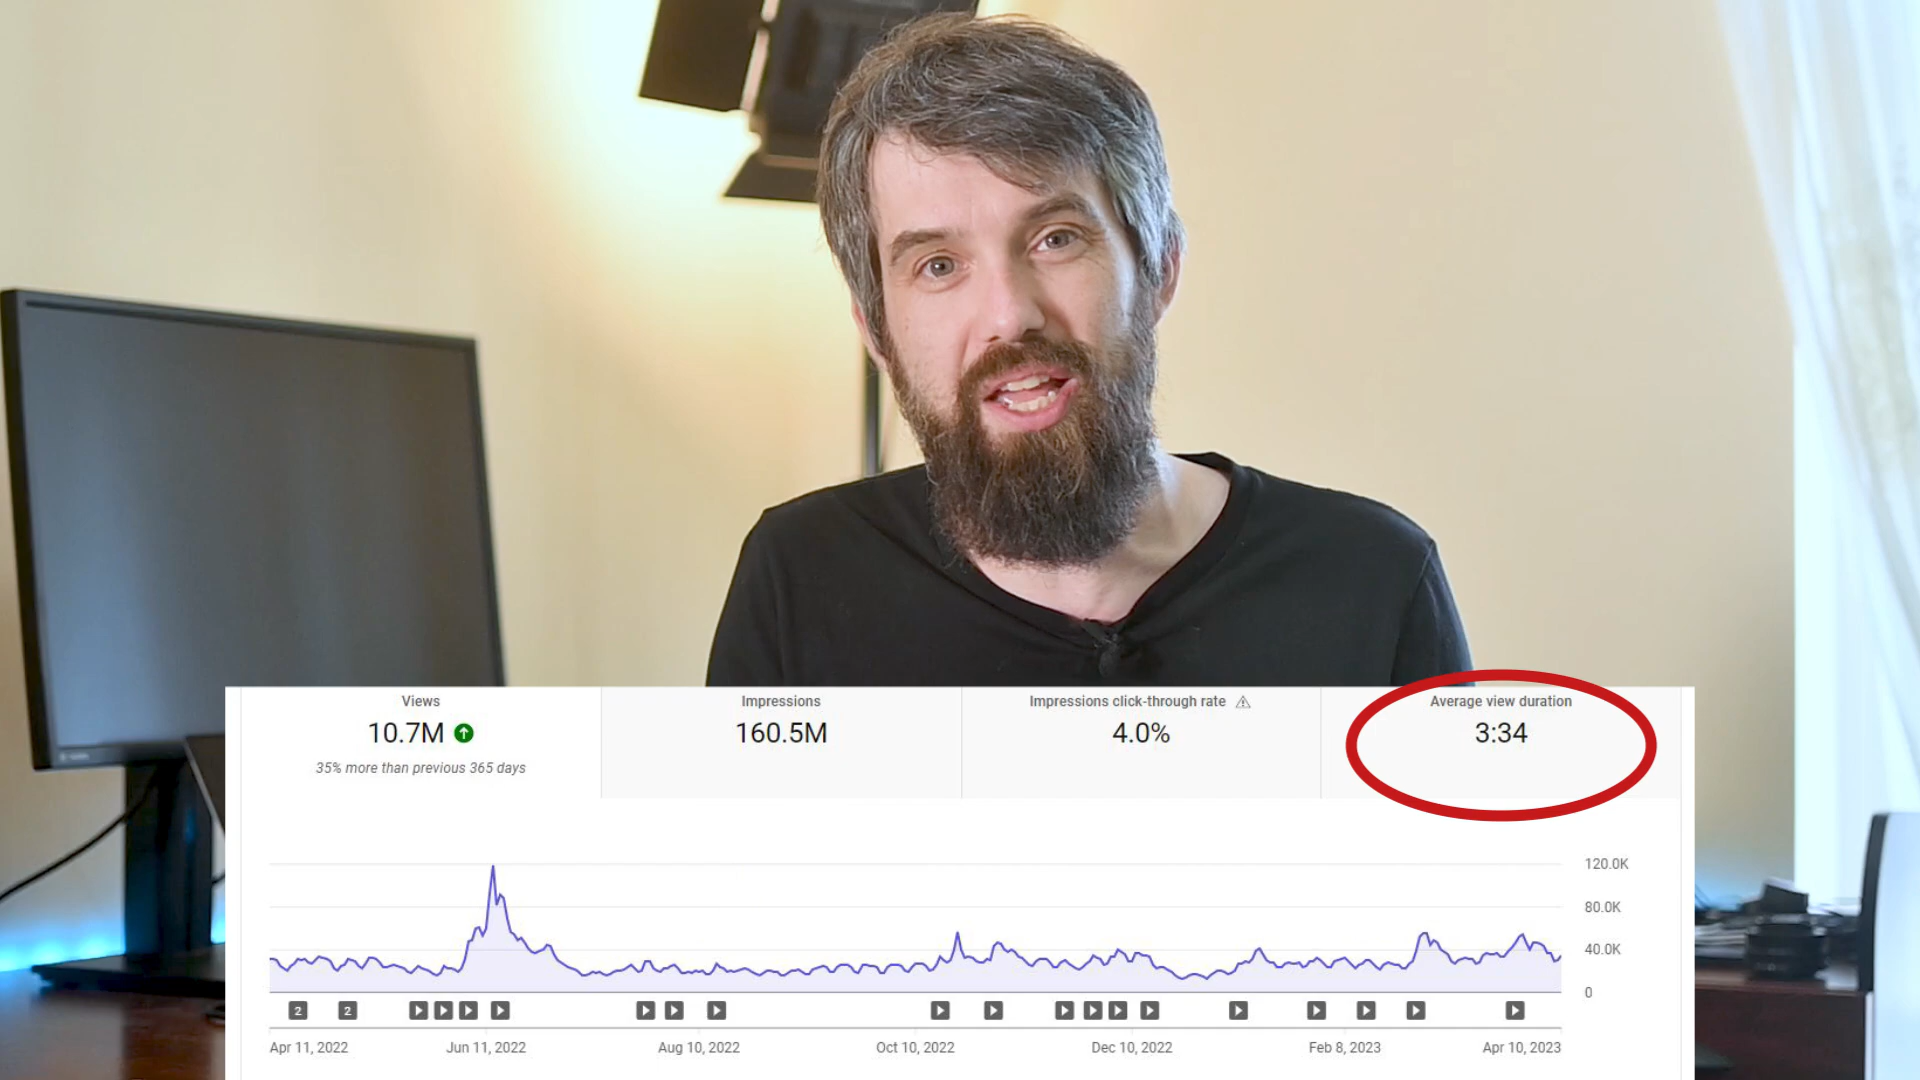 Views
10.7M
35% more than previous 365 days
Impressions
160.5M
Impressions click-through rate
4.0%
Average view duration
3:34
120.0K
80.0K
40.0K
0
2
2
Apr 11, 2022
Jun 11, 2022
Aug 10, 2022
Oct 10, 2022
Dec 10, 2022
Feb 8, 2023
Apr 10, 2023